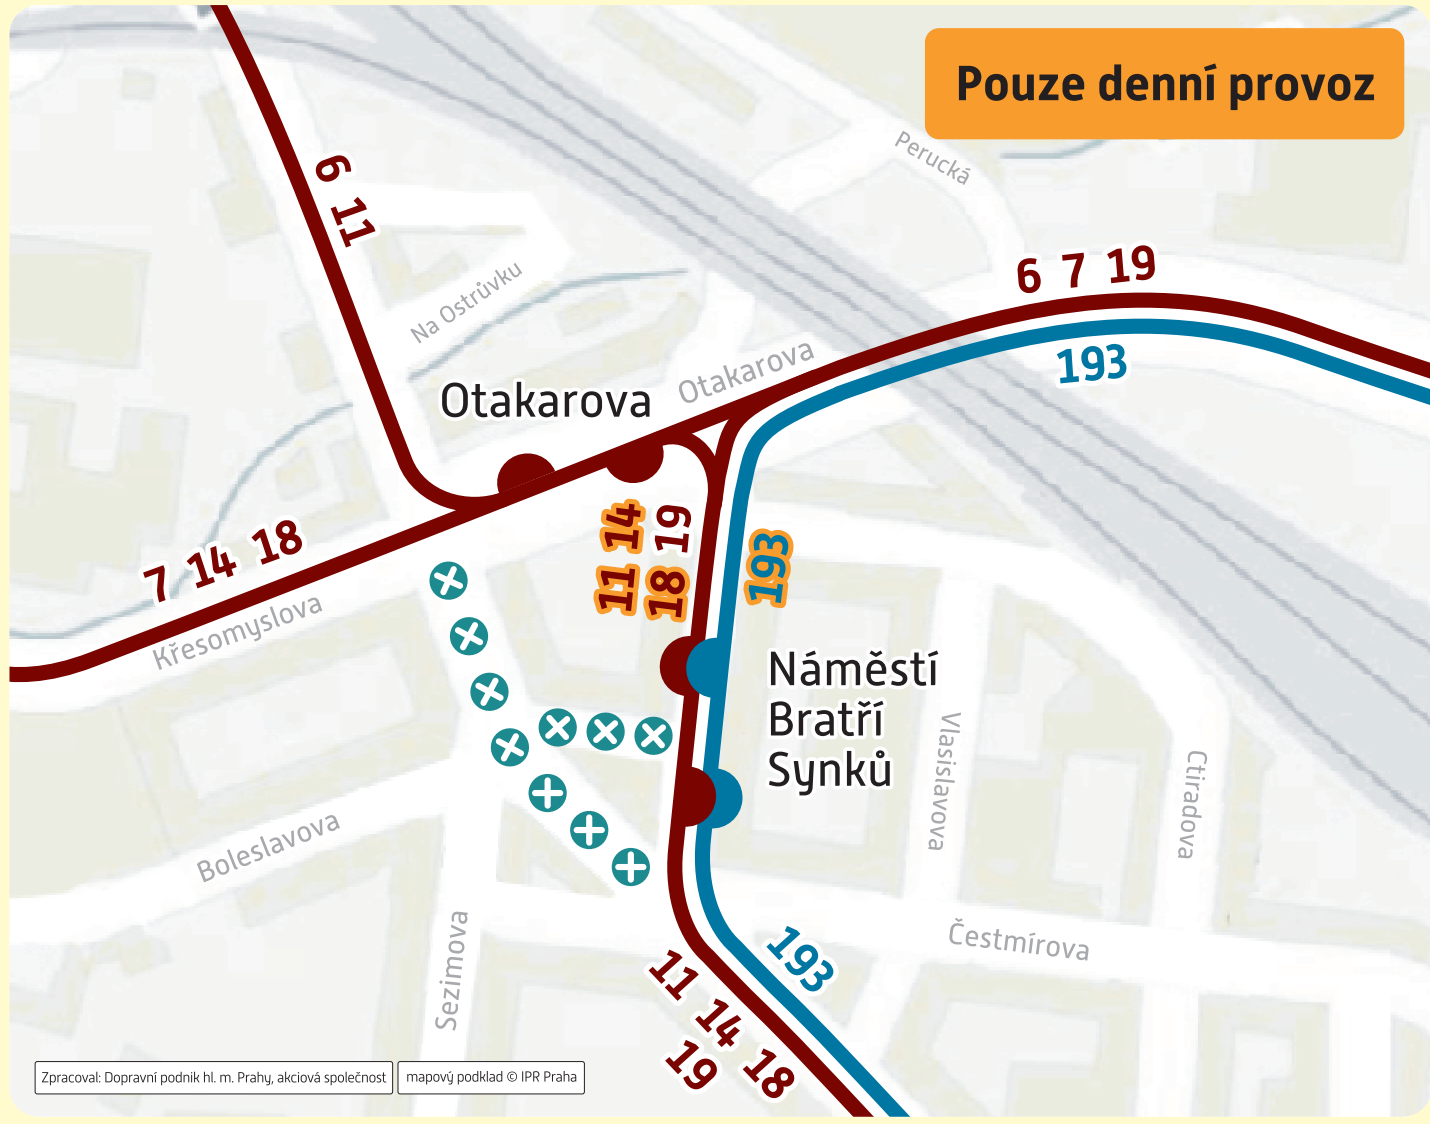 Pouze denní provoz
Perucká
6 11
6 7 19
Na Ostrůvku
193
Otakarova
Otakarova
7 14 18
11 14
18 19
193
Křesomyslova
Náměstí
Bratří
Synků
Vlasislavova
Ctiradova
Boleslavova
Sezimova
Čestmírova
193
11 14 18
19
Zpracoval: Dopravní podnik hl. m. Prahy, akciová společnost
mapový podklad © IPR Praha